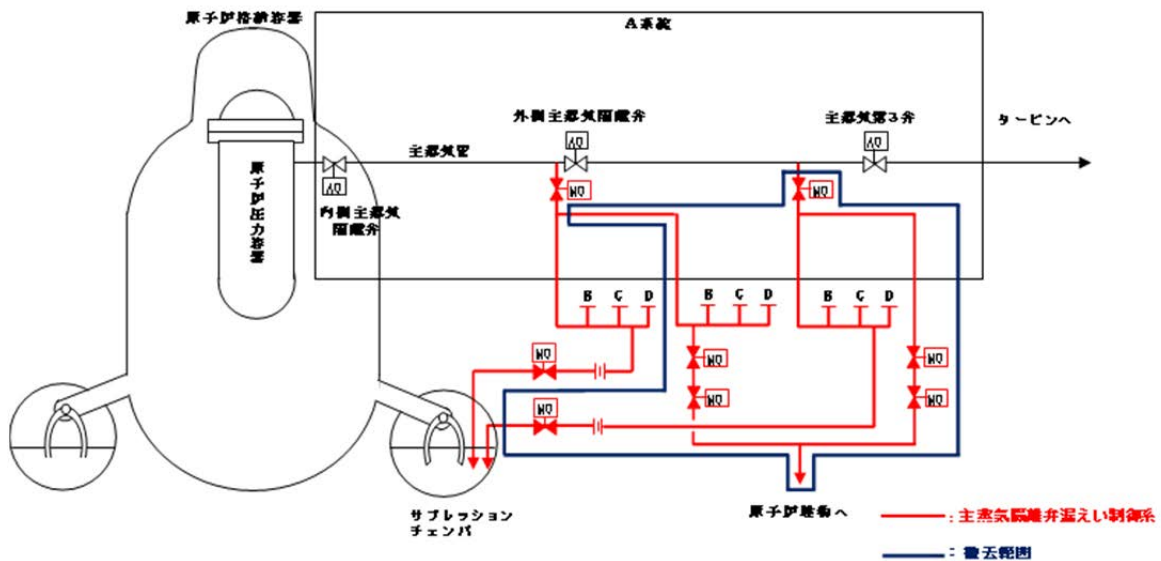 原子炉格納容器
A系統
外側主蒸気隔離弁
主蒸気第3弁
タービンへ
AO
AO
主蒸気管
原子炉圧力容器
AO
MO
MO
内側主蒸気
隔離弁
B C D
B C D
B C D
MO
MO
MO
MO
MO
MO
サプレッション
チェンバ
原子炉建物へ
:主蒸気隔離弁漏えい制御系
:撤去範囲